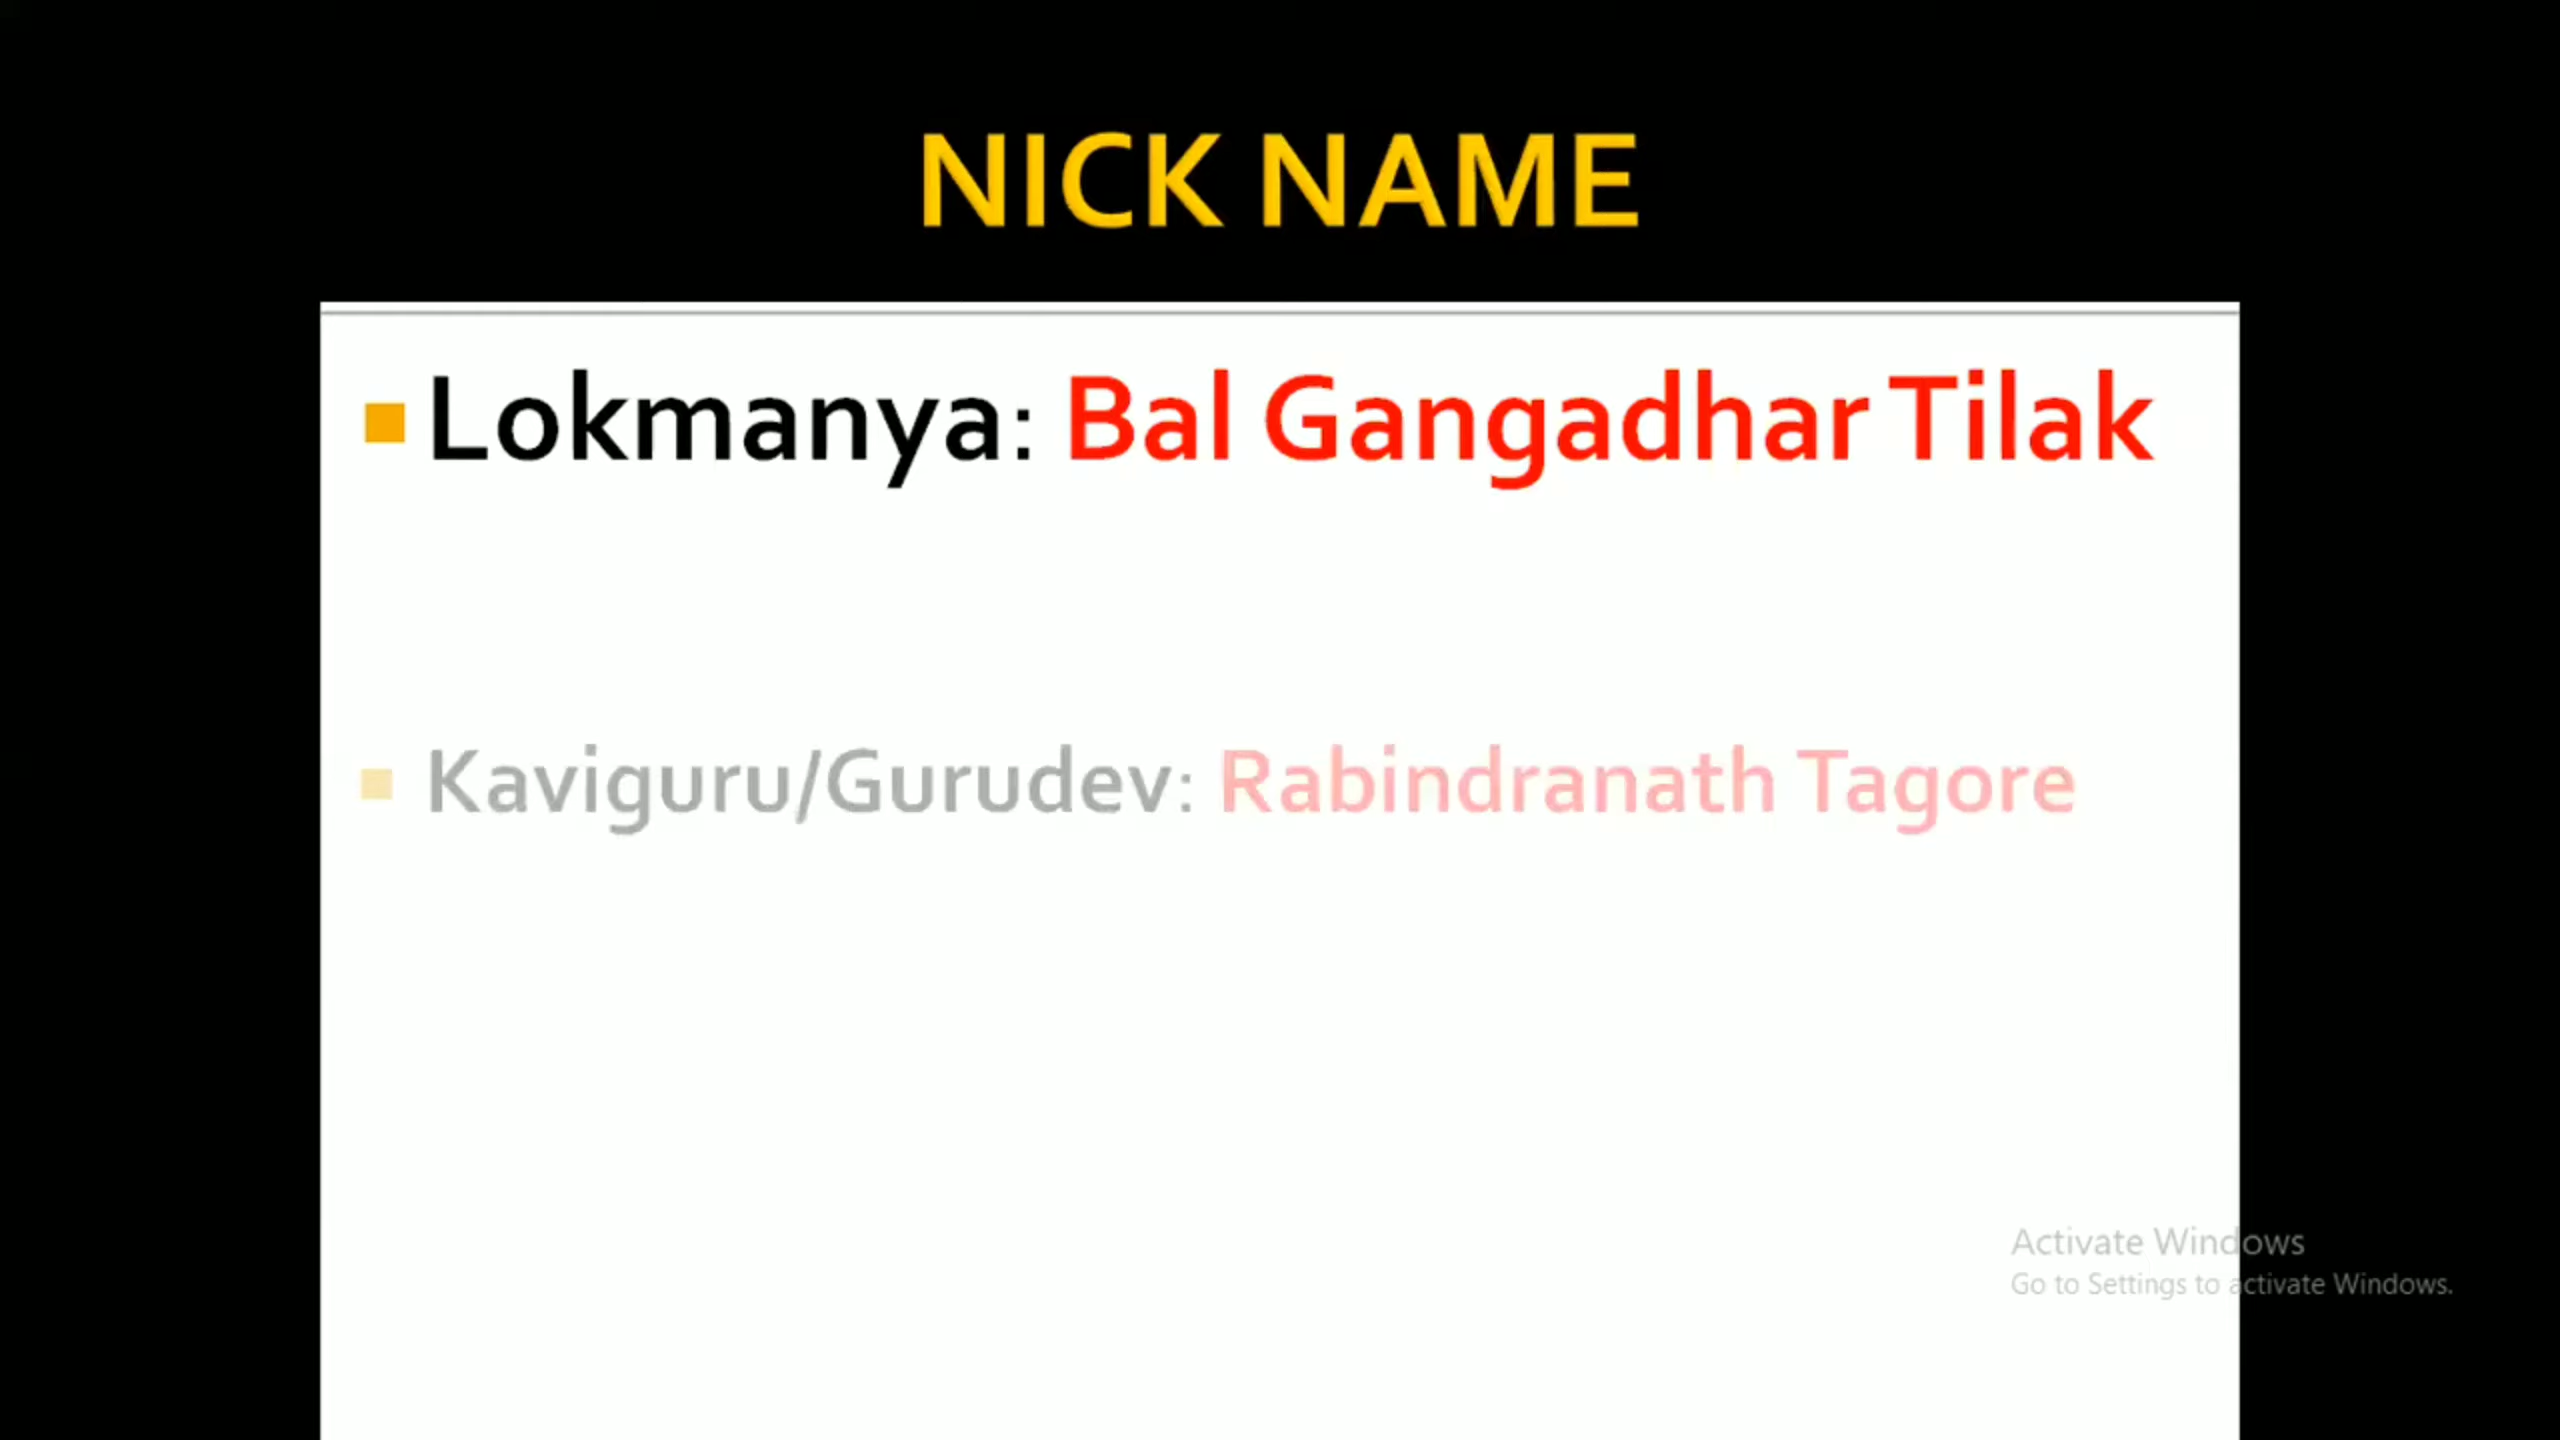 NICK NAME
Lokmanya: Bal Gangadhar Tilak
Kaviguru/Gurudev: Rabindranath Tagore
Activate Windows
Go to Settings to activate Windows.